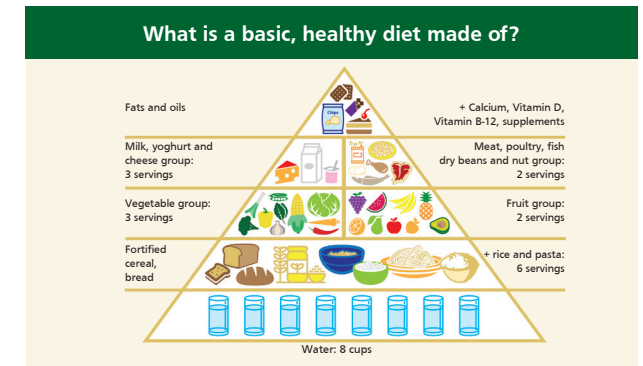 What is a basic, healthy diet made of?
Fats and oils
+ Calcium, Vitamin D,
Vitamin B-12, supplements
Chips
Milk, yoghurt and
cheese group:
3 servings
Meat, poultry, fish
dry beans and nut group:
2 servings
Vegetable group:
3 servings
Fruit group:
2 servings
Fortified
cereal,
bread
+ rice and pasta:
6 servings
Water: 8 cups